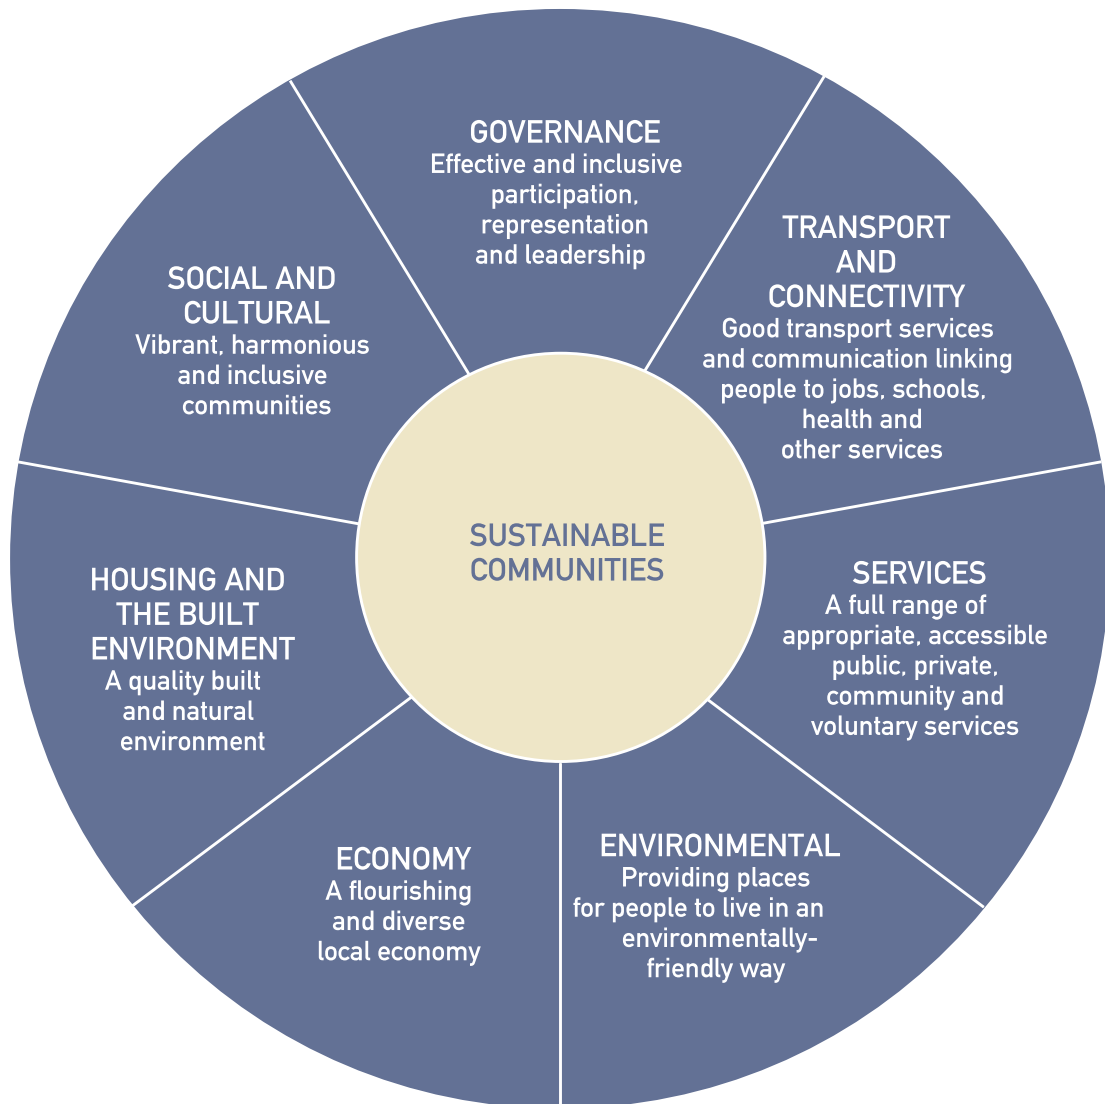 GOVERNANCE
Effective and inclusive
participation,
representation
and leadership
TRANSPORT
AND
CONNECTIVITY
Good transport services
and communication linking
people to jobs, schools,
health and
other services
SERVICES
A full range of
appropriate, accessible
public, private,
community and
voluntary services
ENVIRONMENTAL
Providing places
for people to live in an
environmentally-
friendly way
ECONOMY
A flourishing
and diverse
local economy
HOUSING AND
THE BUILT
ENVIRONMENT
A quality built
and natural
environment
SOCIAL AND
CULTURAL
Vibrant, harmonious
and inclusive
communities
SUSTAINABLE
COMMUNITIES